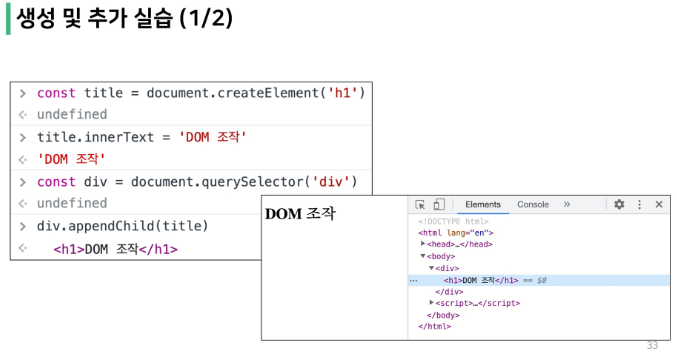 생성 및 추가 실습 (1/2)
> const title = document.createElement('h1')
<· undefined
> title.innerText = 'DOM 조작'
<· 'DOM 조작'
> const div = document.querySelector('div')
<· undefined
> div.appendChild(title)
<· <h1>DOM 조작</h1>
DOM 조작
Elements Console »
<!DOCTYPE html>
<html lang="en">
▶<head>…</head>
▼<body>
▼<div>
··· <h1>DOM 조작</h1> == $0
</div>
▶<script>…</script>
</body>
</html>
33